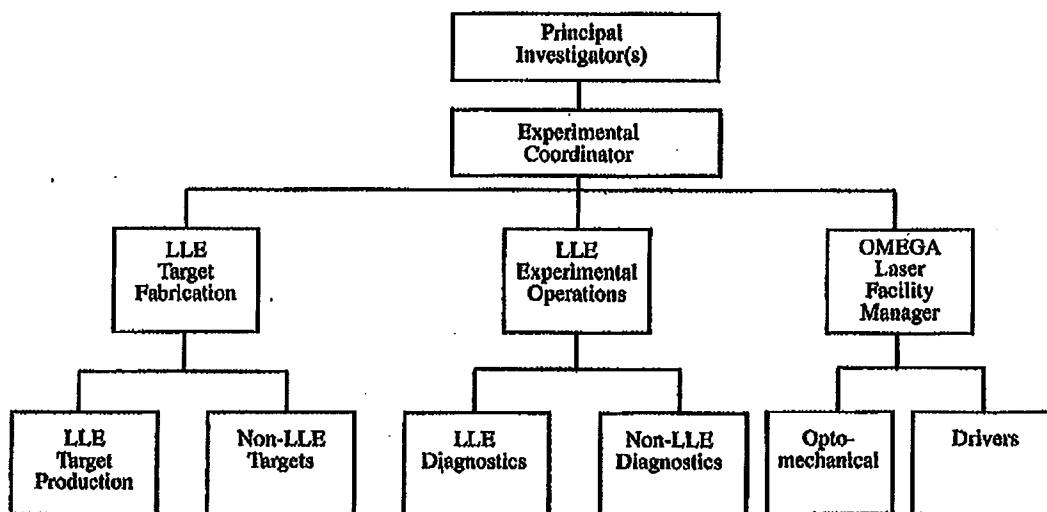 Principal
Investigator(s)
Experimental
Coordinator
LLE
Target
Fabrication
LLE
Experimental
Operations
OMEGA
Laser
Facility
Manager
LLE
Target
Production
Non-LLE
Targets
LLE
Diagnostics
Non-LLE
Diagnostics
Opto-
mechanical
Drivers